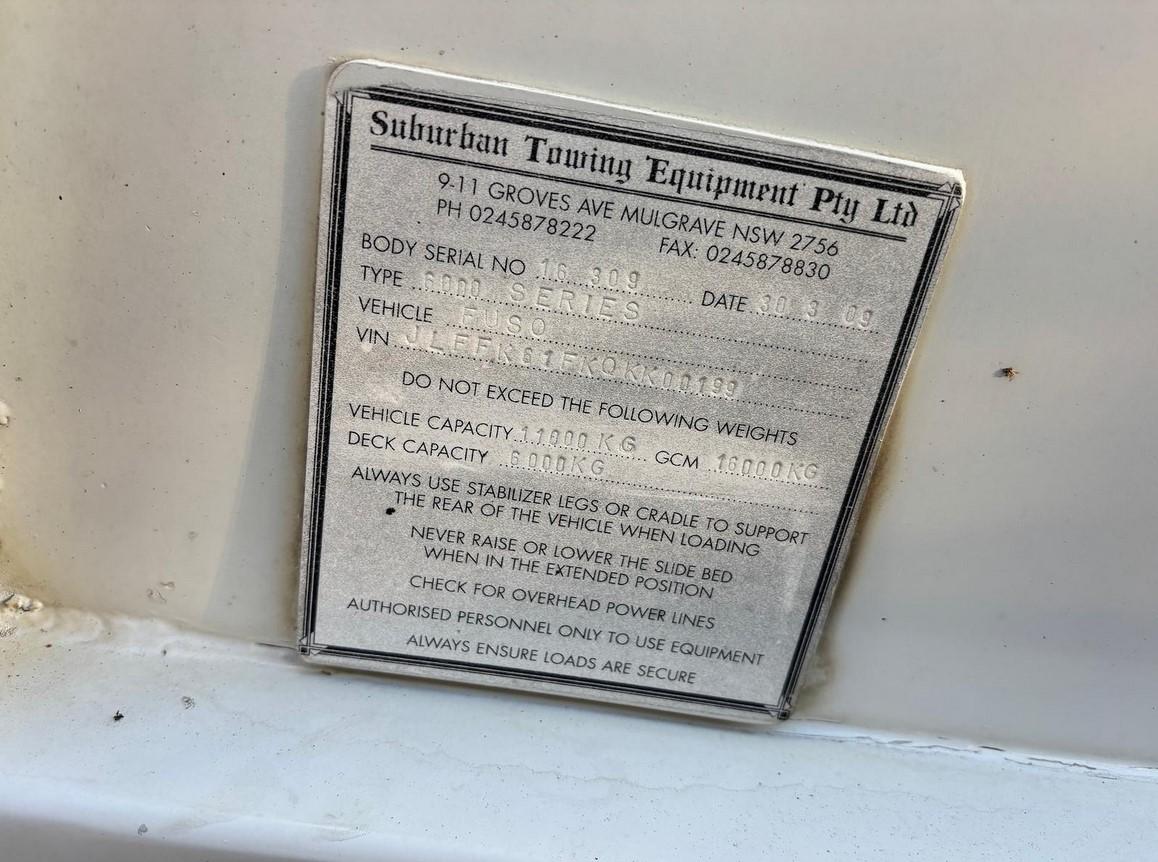 Suburban Towing Equipment Pty Ltd
9-11 GROVES AVE MULGRAVE NSW 2756
PH 0245878222 FAX: 0245878830
BODY SERIAL NO 16 309 DATE 30 3 09
TYPE 6000 SERIES
VEHICLE FUSO
VIN JLFFK61FK0KK00199
DO NOT EXCEED THE FOLLOWING WEIGHTS
VEHICLE CAPACITY 11000 KG GCM 16000KG
DECK CAPACITY 6000KG
ALWAYS USE STABILIZER LEGS OR CRADLE TO SUPPORT
THE REAR OF THE VEHICLE WHEN LOADING
NEVER RAISE OR LOWER THE SLIDE BED
WHEN IN THE EXTENDED POSITION
CHECK FOR OVERHEAD POWER LINES
AUTHORISED PERSONNEL ONLY TO USE EQUIPMENT
ALWAYS ENSURE LOADS ARE SECURE